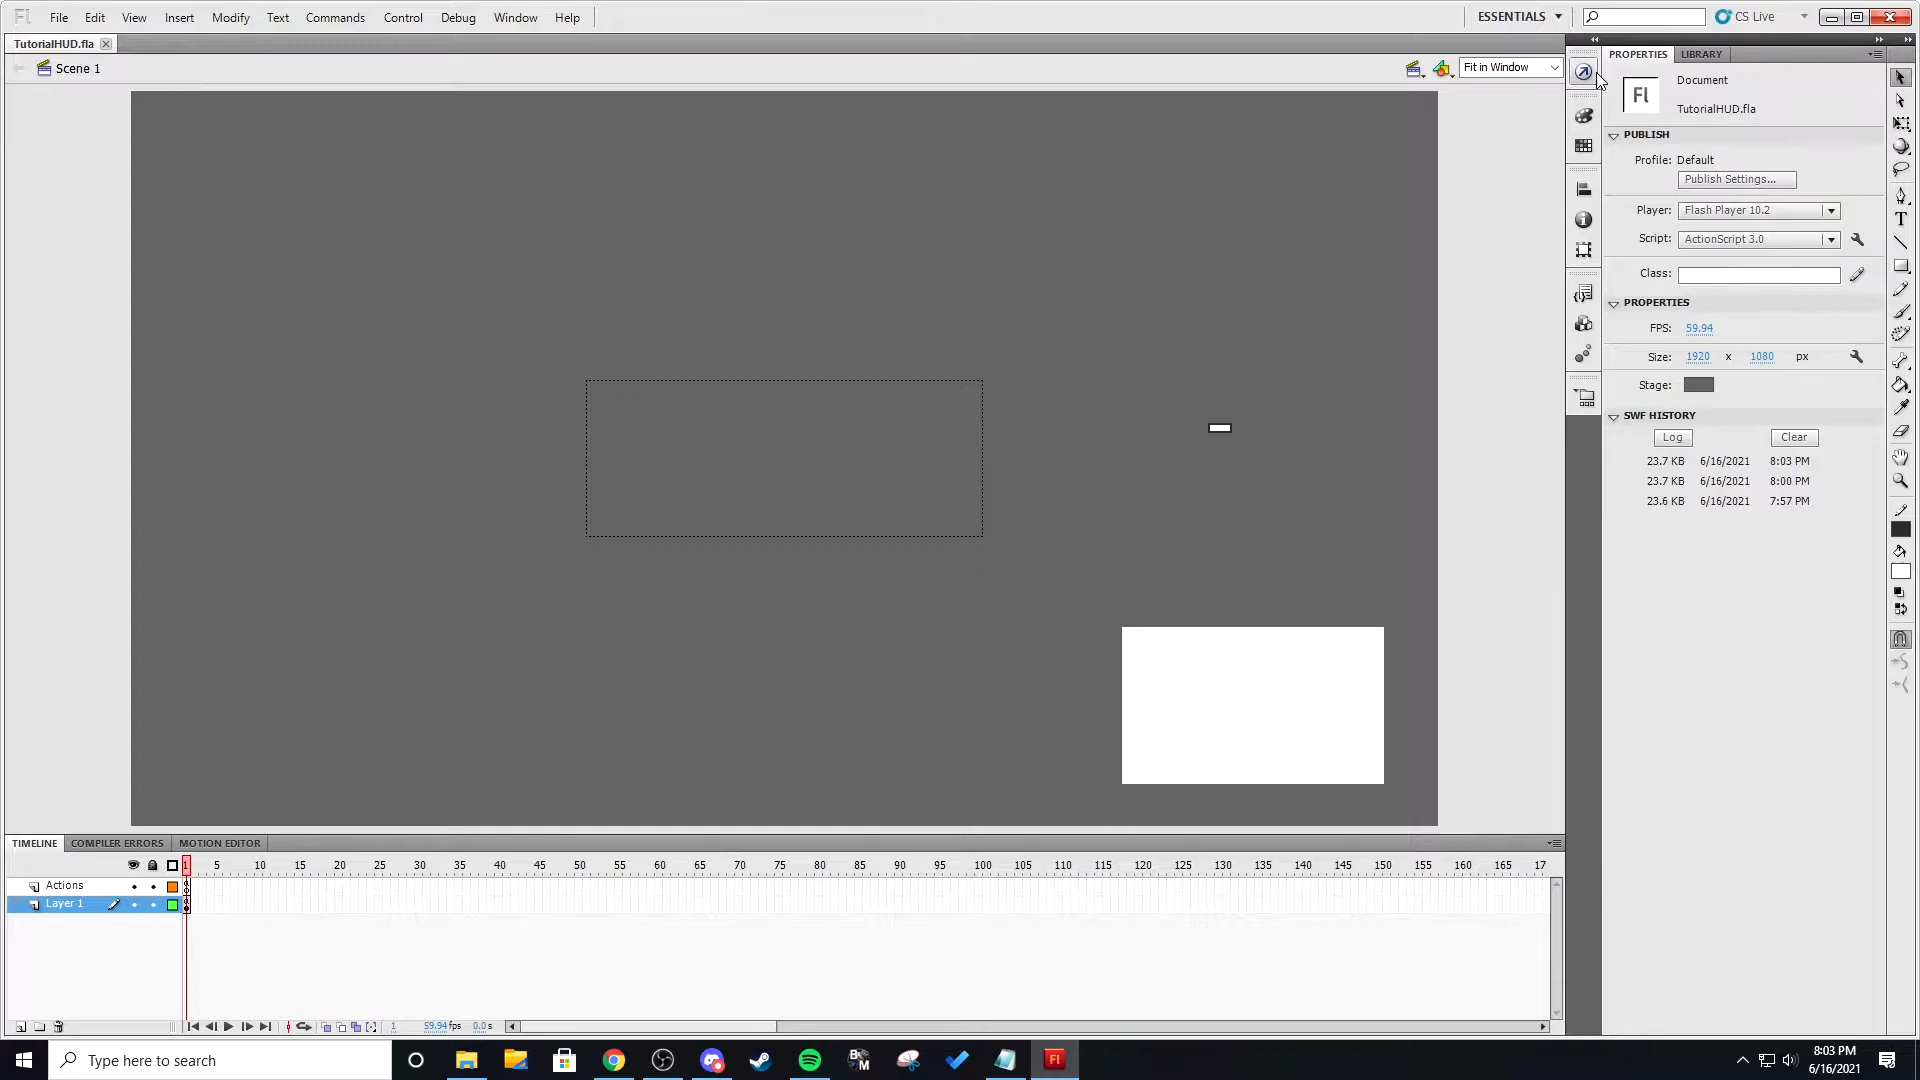 Fl File Edit View Insert Modify Text Commands Control Debug Window Help ESSENTIALS CS Live
TutorialHUD.fla
Scene 1 Fit in Window
PROPERTIES LIBRARY
Fl Document
TutorialHUD.fla
PUBLISH
Profile: Default
Publish Settings...
Player: Flash Player 10.2
Script: ActionScript 3.0
Class:
PROPERTIES
FPS: 59.94
Size: 1920 x 1080 px
Stage:
SWF HISTORY
Log Clear
23.7 KB 6/16/2021 8:03 PM
23.7 KB 6/16/2021 8:00 PM
23.6 KB 6/16/2021 7:57 PM
T
TIMELINE COMPILER ERRORS MOTION EDITOR
1 5 10 15 20 25 30 35 40 45 50 55 60 65 70 75 80 85 90 95 100 105 110 115 120 125 130 135 140 145 150 155 160 165 17
Actions
Layer 1
1 59.94 fps 0.0 s
Type here to search Fl 8:03 PM
6/16/2021